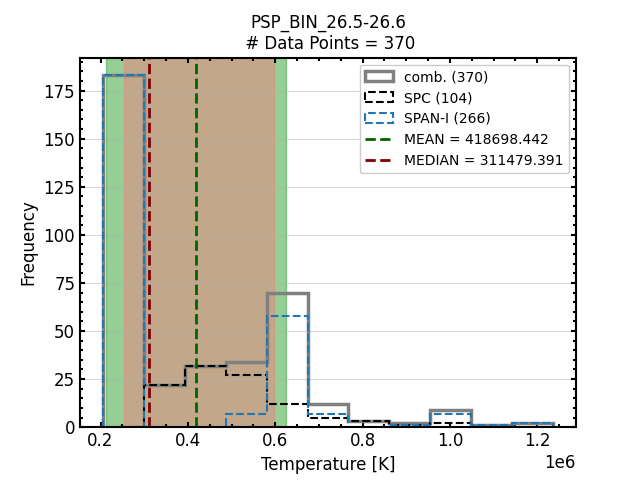 PSP_BIN_26.5-26.6
# Data Points = 370
comb. (370)
SPC (104)
SPAN-I (266)
MEAN = 418698.442
MEDIAN = 311479.391
Frequency
175
150
125
100
75
50
25
0
0.2 0.4 0.6 0.8 1.0 1.2
1e6
Temperature [K]